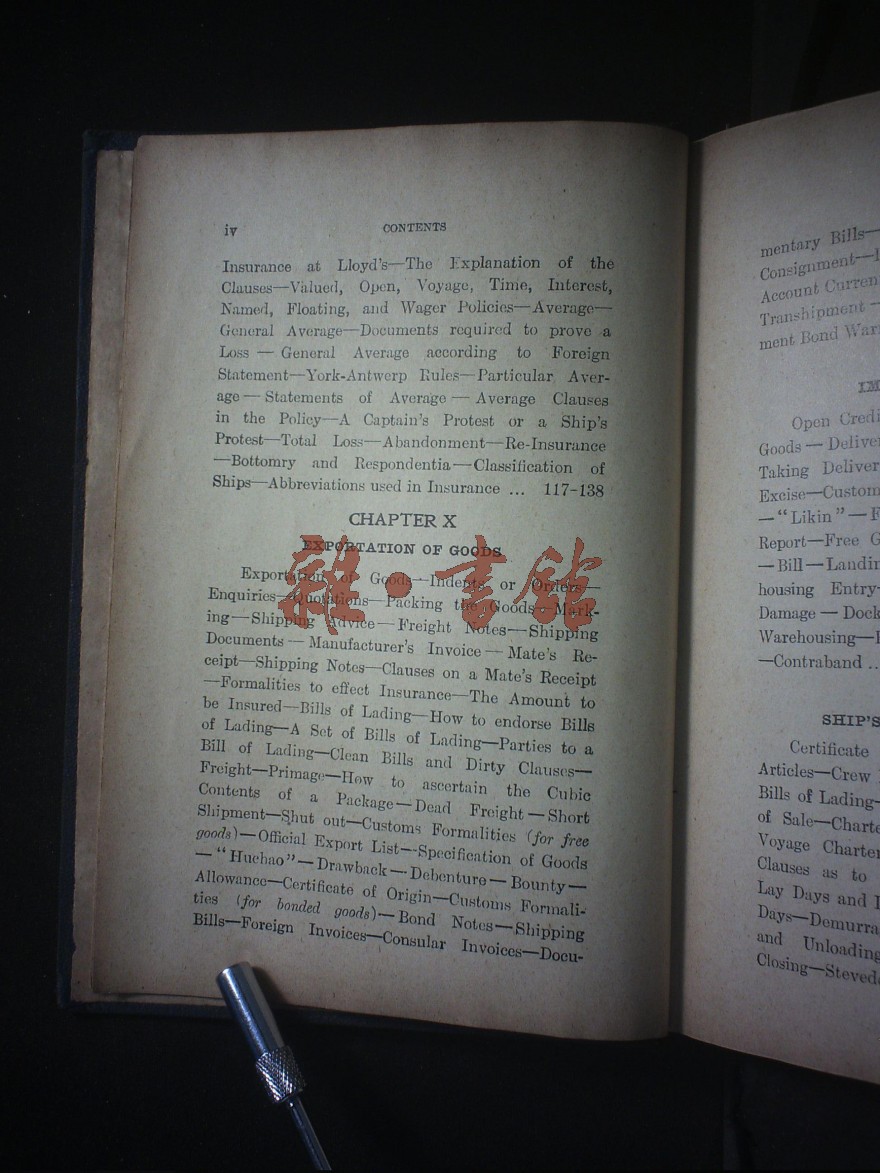 iv
CONTENTS
Insurance at Lloyd's—The Explanation of the
Clauses—Valued, Open, Voyage, Time, Interest,
Named, Floating, and Wager Policies—Average—
General Average—Documents required to prove a
Loss — General Average according to Foreign
Statement—York-Antwerp Rules—Particular Aver-
age — Statements of Average — Average Clauses
in the Policy—A Captain's Protest or a Ship's
Protest—Total Loss—Abandonment—Re-Insurance
—Bottomry and Respondentia—Classification of
Ships—Abbreviations used in Insurance ... 117–138
CHAPTER X
EXPORTATION OF GOODS
Exportation of Goods—Indents or Orders—
Enquiries—Quotations—Packing the Goods—Mark-
ing—Shipping Advice—Freight Notes—Shipping
Documents — Manufacturer's Invoice — Mate's Re-
ceipt—Shipping Notes—Clauses on a Mate's Receipt
—Formalities to effect Insurance—The Amount to
be Insured—Bills of Lading—How to endorse Bills
of Lading—A Set of Bills of Lading—Parties to a
Bill of Lading—Clean Bills and Dirty Clauses—
Freight—Primage—How to ascertain the Cubic
Contents of a Package — Dead Freight — Short
Shipment—Shut out—Customs Formalities (for free
goods)—Official Export List—Specification of Goods
— "Huchao" — Drawback — Debenture — Bounty —
Allowance—Certificate of Origin—Customs Formali-
ties (for bonded goods)—Bond Notes—Shipping
Bills—Foreign Invoices—Consular Invoices—Docu-
雜·書館
mentary Bills—
Consignment—
Account Curren
Transhipment —
ment Bond War
IM
Open Credi
Goods — Delive
Taking Deliver
Excise—Custom
— "Likin" — F
Report—Free G
— Bill — Landin
housing Entry—
Damage — Dock
Warehousing—
—Contraband ..
SHIP'S
Certificate
Articles—Crew
Bills of Lading—
of Sale—Charte
Voyage Charter
Clauses as to
Lay Days and
Days—Demurra
and Unloading
Closing—Steved